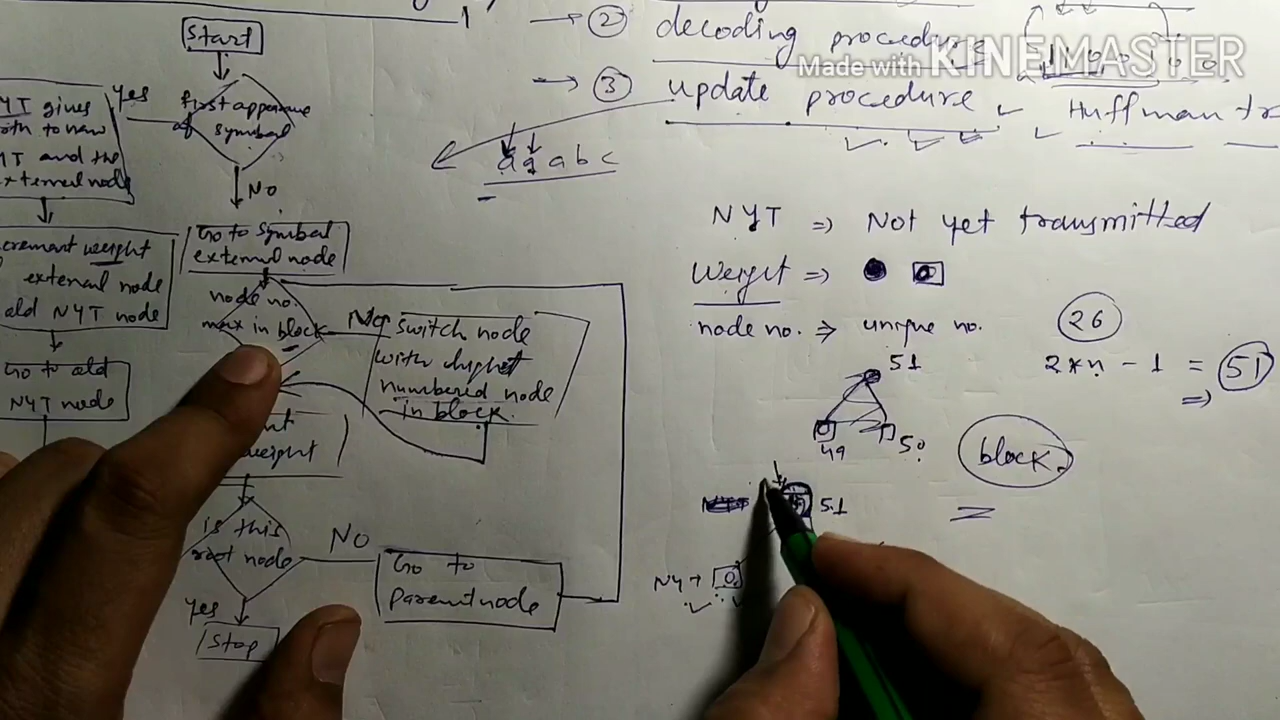 Start
→ ② decoding procedure
Made with KINEMASTER
→ ③ update procedure
Huffman tr
yes
first appearance
of symbol
NYT gives
to new
NYT and the
external node
a a a b c
No
NYT ⇒ Not yet transmitted
Go to symbol
external node
weight
external node
old NYT node
Weight ⇒
node no. ⇒ unique no.
26
node no.
max in block
No
switch node
with highest
numbered node
in block.
2*n - 1 = 51
⇒
51
49
50
block.
Go to old
NYT node
weight
51
is this
root node
No
Go to
Parent node
NYT
0
yes
Stop